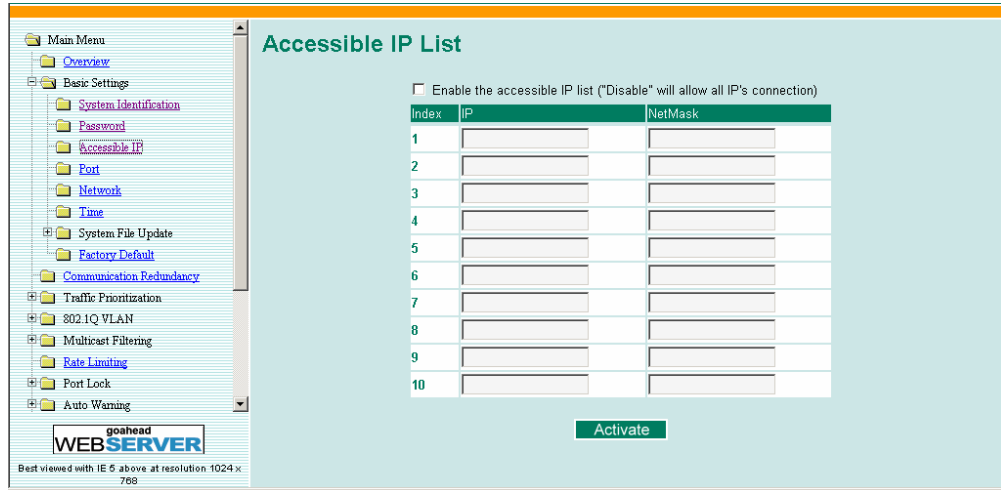 Main Menu
Overview
Basic Settings
System Identification
Password
Accessible IP
Port
Network
Time
System File Update
Factory Default
Communication Redundancy
Traffic Prioritization
802.1Q VLAN
Multicast Filtering
Rate Limiting
Port Lock
Auto Warning
goahead
WEBSERVER
Best viewed with IE 5 above at resolution 1024 x
768
Accessible IP List
Enable the accessible IP list ("Disable" will allow all IP's connection)
Index IP NetMask
1
2
3
4
5
6
7
8
9
10
Activate